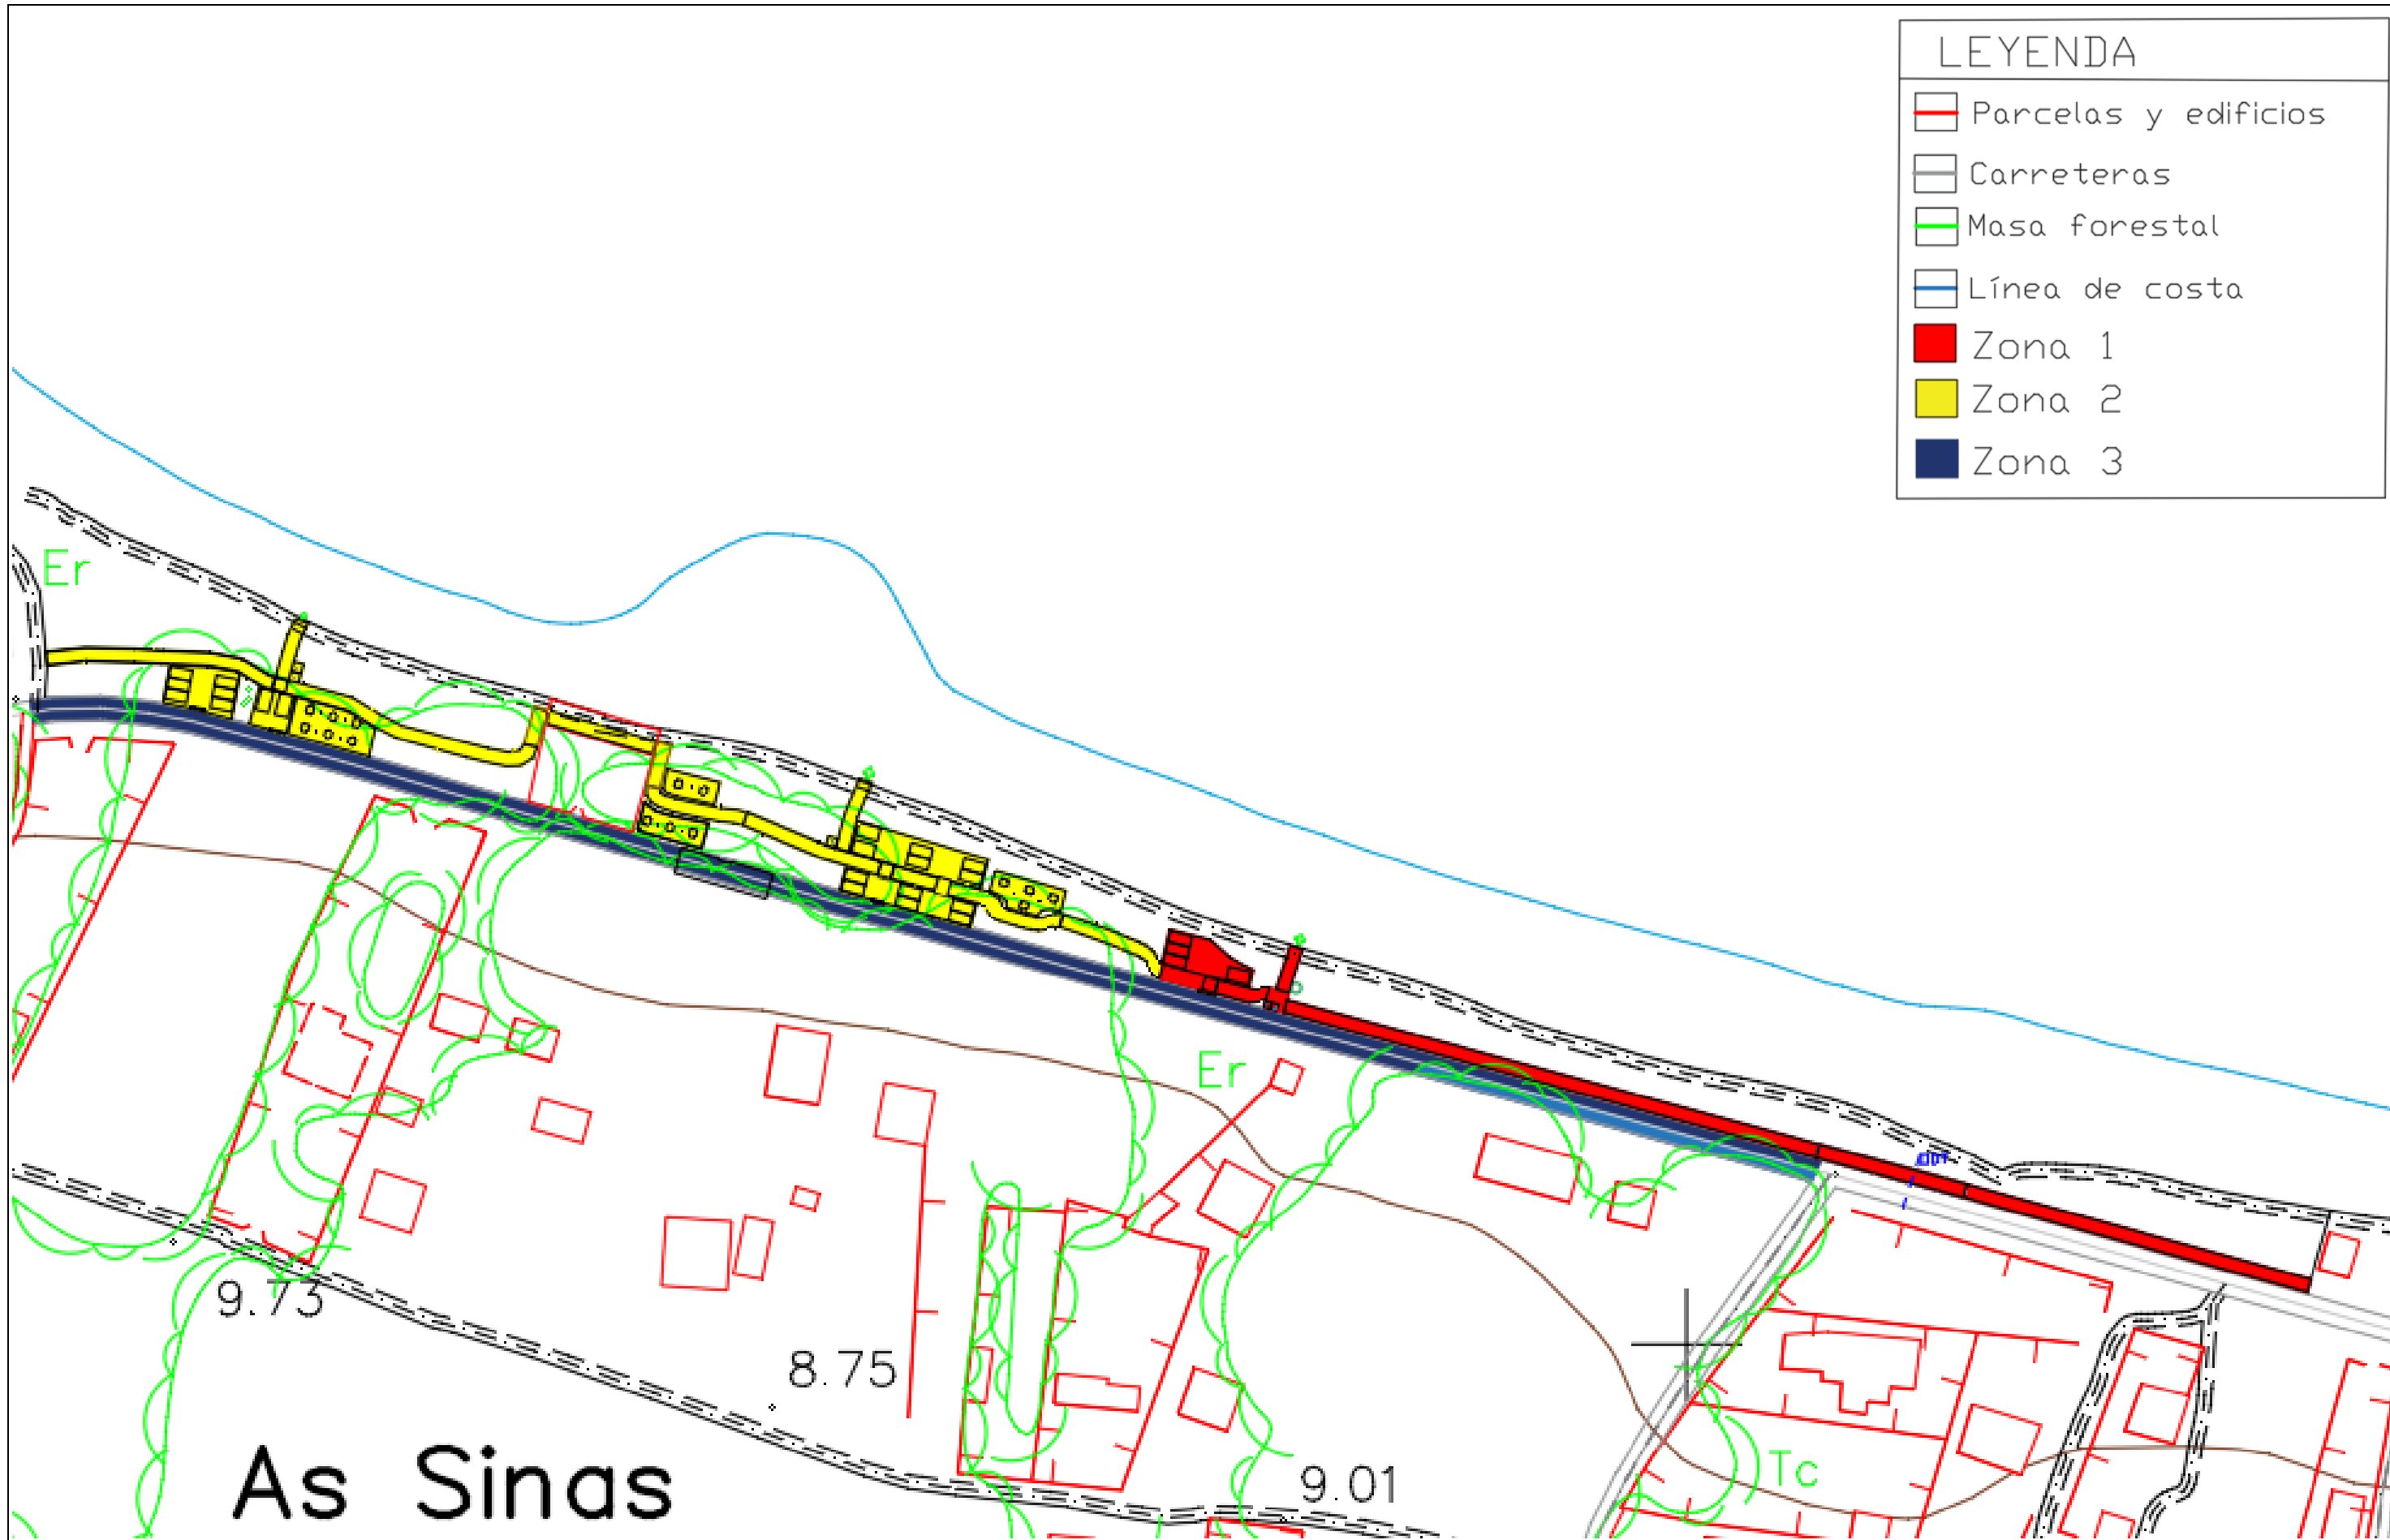 LEYENDA
Parcelas y edificios
Carreteras
Masa forestal
Línea de costa
Zona 1
Zona 2
Zona 3
Er
Er
9.73
8.75
9.01
Tc
As Sinas